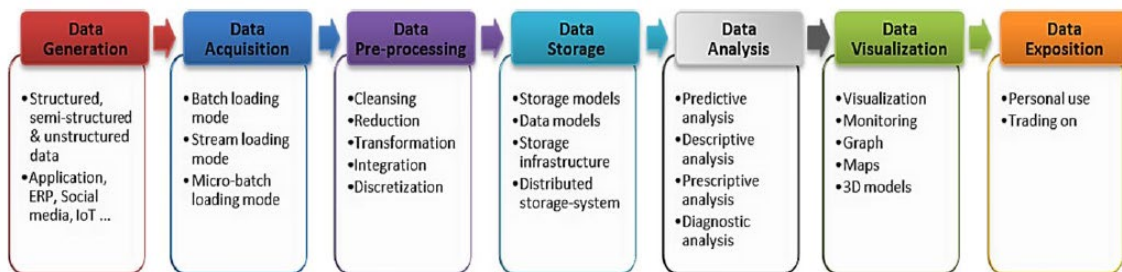 Data
Generation
Data
Acquisition
Data
Pre-processing
Data
Storage
Data
Analysis
Data
Visualization
Data
Exposition
•Structured,
semi-structured
& unstructured
data
•Application,
ERP, Social
media, IoT ...
•Batch loading
mode
•Stream loading
mode
•Micro-batch
loading mode
•Cleansing
•Reduction
•Transformation
•Integration
•Discretization
•Storage models
•Data models
•Storage
infrastructure
•Distributed
storage-system
•Predictive
analysis
•Descriptive
analysis
•Prescriptive
analysis
•Diagnostic
analysis
•Visualization
•Monitoring
•Graph
•Maps
•3D models
•Personal use
•Trading on